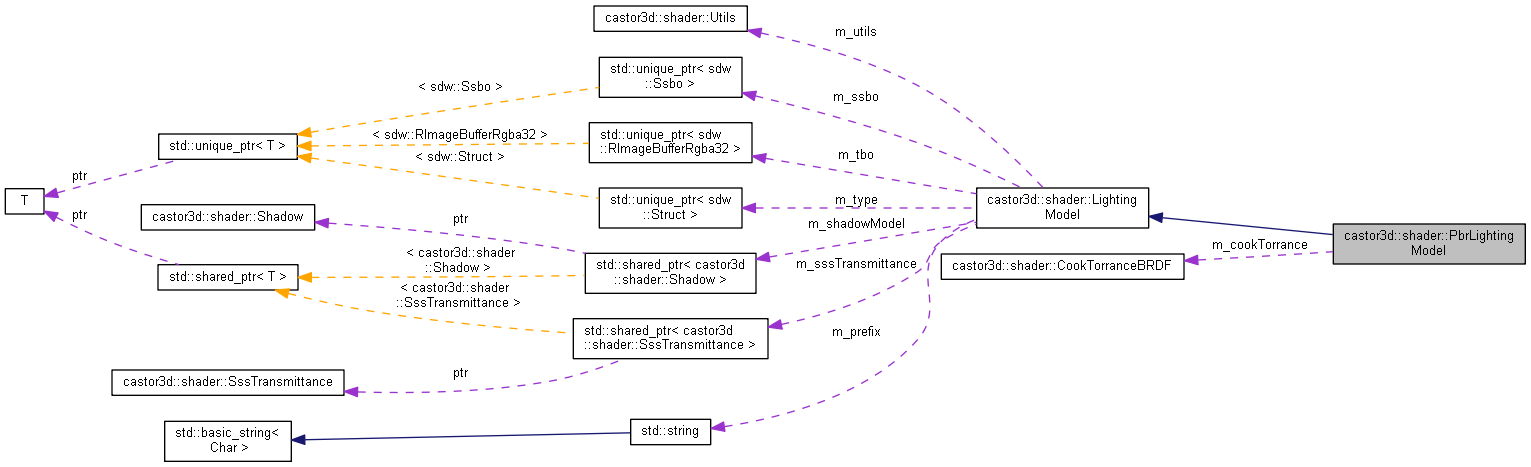 castor3d::shader::Utils
m_utils
std::unique_ptr< sdw
::Ssbo >
< sdw::Ssbo >
m_ssbo
std::unique_ptr< T >
< sdw::RImageBufferRgba32 >
std::unique_ptr< sdw
::RImageBufferRgba32 >
m_tbo
< sdw::Struct >
ptr
T
std::unique_ptr< sdw
::Struct >
m_type
castor3d::shader::Lighting
Model
castor3d::shader::Shadow
ptr
ptr
m_shadowModel
castor3d::shader::PbrLighting
Model
m_cookTorrance
castor3d::shader::CookTorranceBRDF
< castor3d::shader
::Shadow >
std::shared_ptr< castor3d
::shader::Shadow >
m_sssTransmittance
std::shared_ptr< T >
< castor3d::shader
::SssTransmittance >
std::shared_ptr< castor3d
::shader::SssTransmittance >
m_prefix
castor3d::shader::SssTransmittance
ptr
std::basic_string<
Char >
std::string